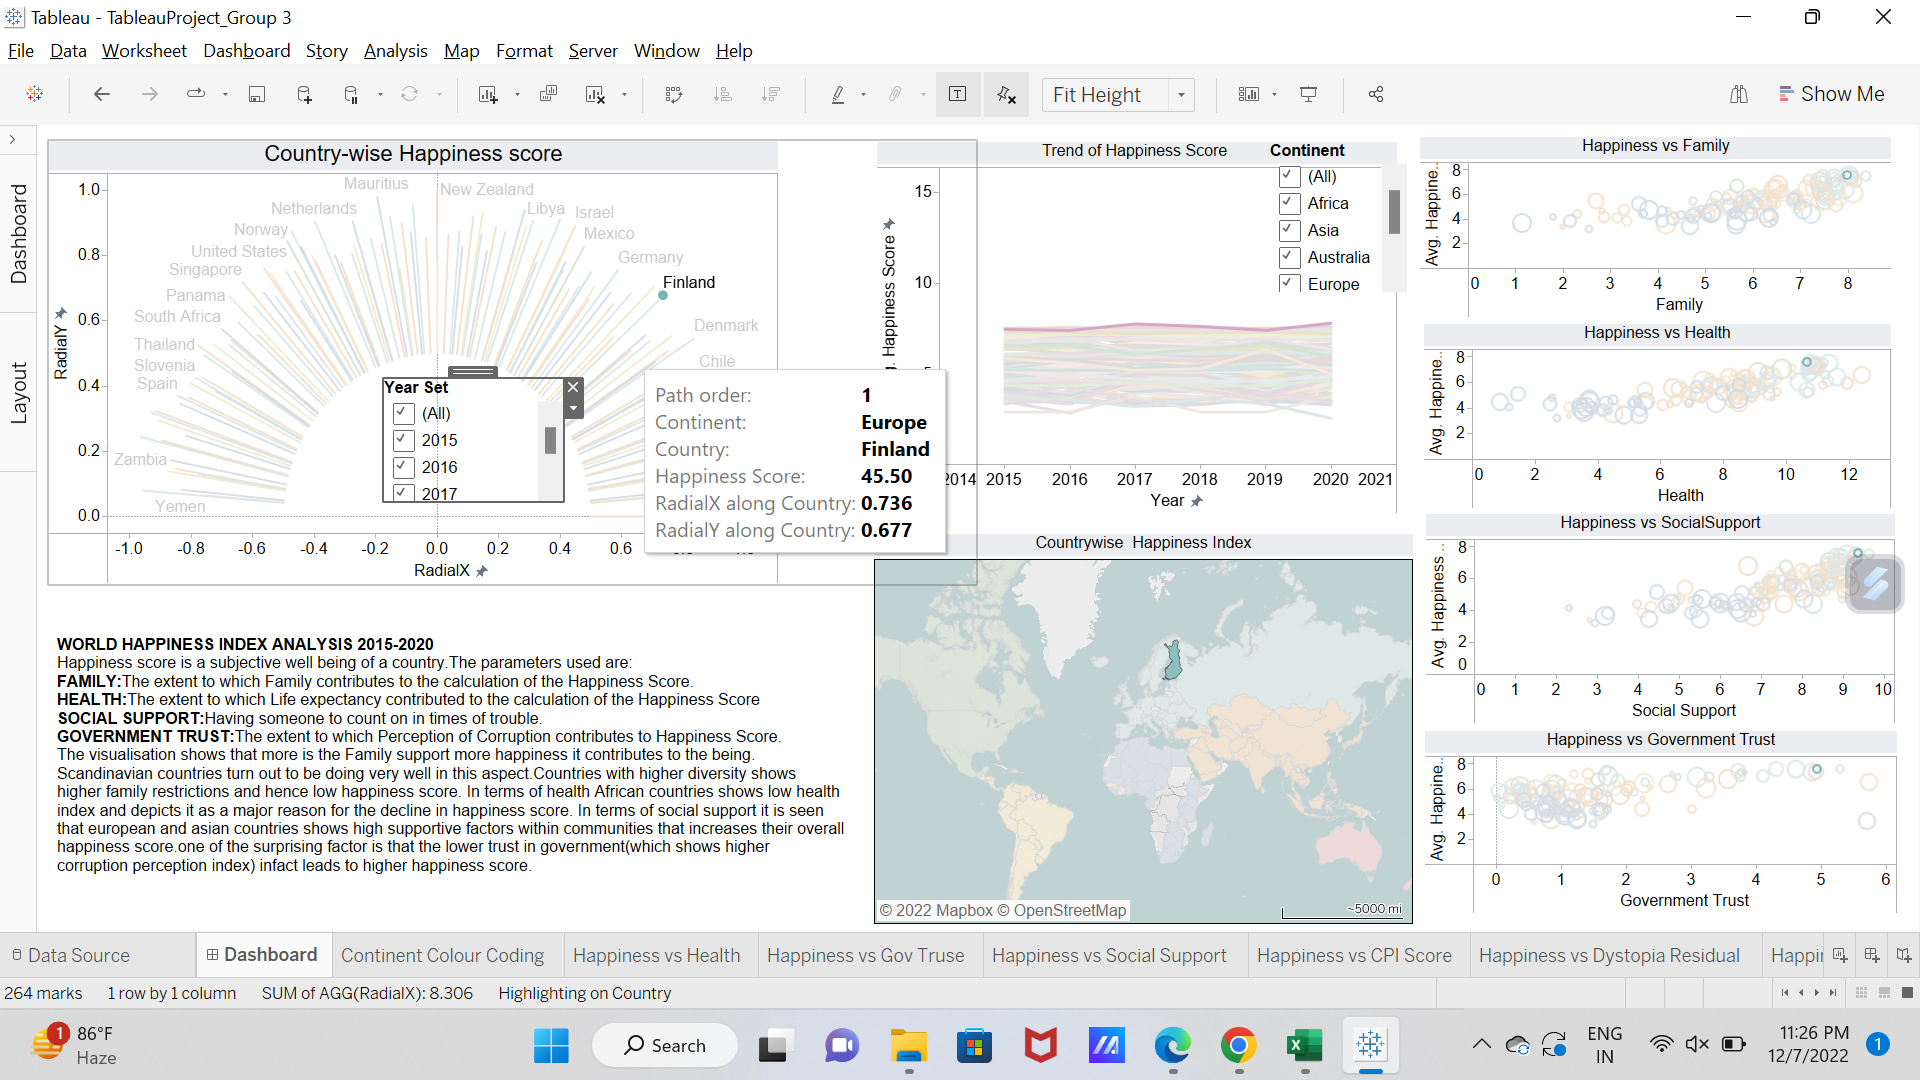 Tableau - TableauProject_Group 3
File Data Worksheet Dashboard Story Analysis Map Format Server Window Help
Fit Height
Show Me
Dashboard
Layout
Country-wise Happiness score
1.0
0.8
0.6
0.4
0.2
0.0
RadialY
Mauritius
New Zealand
Netherlands
Libya
Israel
Norway
Mexico
United States
Germany
Singapore
Finland
Panama
South Africa
Denmark
Thailand
Chile
Slovenia
Spain
Zambia
Yemen
Year Set
(All)
2015
2016
2017
-1.0 -0.8 -0.6 -0.4 -0.2 0.0 0.2 0.4 0.6
RadialX
Path order: 1
Continent: Europe
Country: Finland
Happiness Score: 45.50
RadialX along Country: 0.736
RadialY along Country: 0.677
Trend of Happiness Score
Continent
(All)
Africa
Asia
Australia
Europe
15
10
Happiness Score
2014 2015 2016 2017 2018 2019 2020 2021
Year
Countrywise Happiness Index
© 2022 Mapbox © OpenStreetMap
~5000 mi
Happiness vs Family
Avg. Happine..
8
6
4
2
0 1 2 3 4 5 6 7 8
Family
Happiness vs Health
Avg. Happine..
8
6
4
2
0 2 4 6 8 10 12
Health
Happiness vs SocialSupport
Avg. Happiness ..
8
6
4
2
0
0 1 2 3 4 5 6 7 8 9 10
Social Support
Happiness vs Government Trust
Avg. Happine..
8
6
4
2
0 1 2 3 4 5 6
Government Trust
WORLD HAPPINESS INDEX ANALYSIS 2015-2020
Happiness score is a subjective well being of a country.The parameters used are:
FAMILY:The extent to which Family contributes to the calculation of the Happiness Score.
HEALTH:The extent to which Life expectancy contributed to the calculation of the Happiness Score
SOCIAL SUPPORT:Having someone to count on in times of trouble.
GOVERNMENT TRUST:The extent to which Perception of Corruption contributes to Happiness Score.
The visualisation shows that more is the Family support more happiness it contributes to the being.
Scandinavian countries turn out to be doing very well in this aspect.Countries with higher diversity shows
higher family restrictions and hence low happiness score. In terms of health African countries shows low health
index and depicts it as a major reason for the decline in happiness score. In terms of social support it is seen
that european and asian countries shows high supportive factors within communities that increases their overall
happiness score.one of the surprising factor is that the lower trust in government(which shows higher
corruption perception index) infact leads to higher happiness score.
Data Source
Dashboard
Continent Colour Coding
Happiness vs Health
Happiness vs Gov Truse
Happiness vs Social Support
Happiness vs CPI Score
Happiness vs Dystopia Residual
Happi
264 marks 1 row by 1 column SUM of AGG(RadialX): 8.306 Highlighting on Country
1
86°F
Haze
Search
ENG
IN
11:26 PM
12/7/2022
1